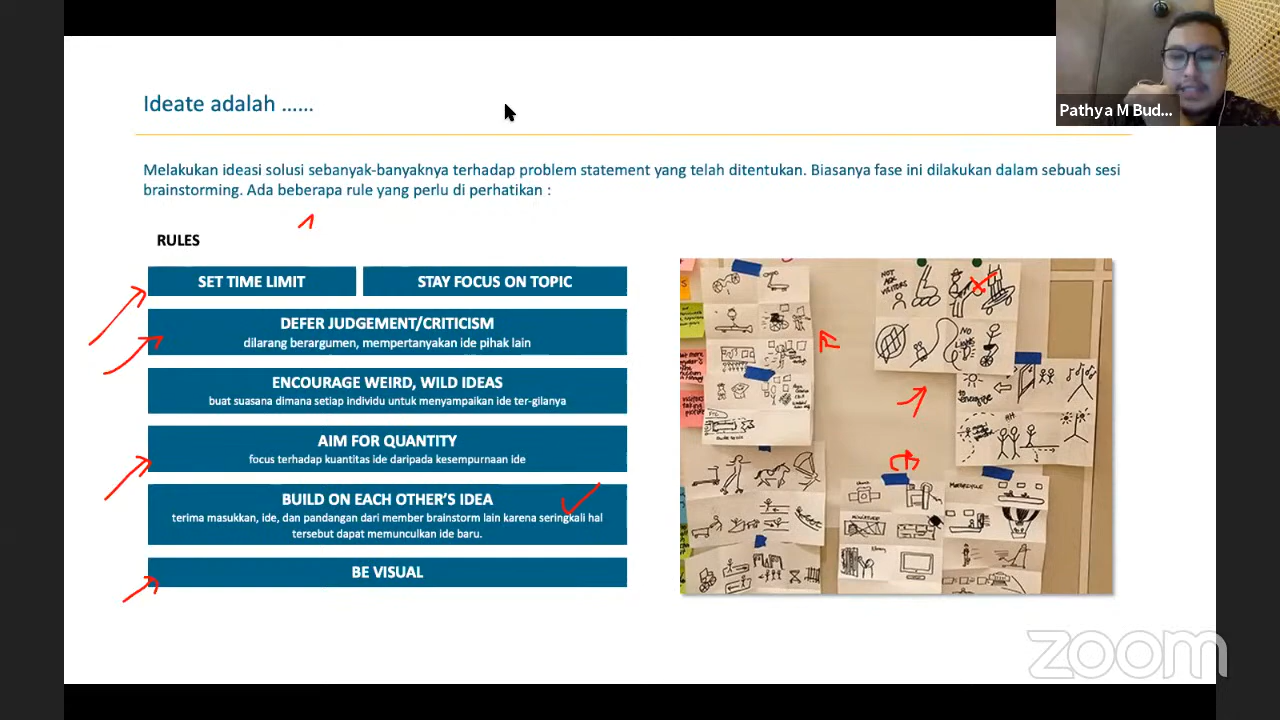 Pathya M Bud...
Ideate adalah ......
Melakukan ideasi solusi sebanyak-banyaknya terhadap problem statement yang telah ditentukan. Biasanya fase ini dilakukan dalam sebuah sesi
brainstorming. Ada beberapa rule yang perlu di perhatikan :
RULES
SET TIME LIMIT
STAY FOCUS ON TOPIC
DEFER JUDGEMENT/CRITICISM
dilarang berargumen, mempertanyakan ide pihak lain
ENCOURAGE WEIRD, WILD IDEAS
buat suasana dimana setiap individu untuk menyampaikan ide ter-gilanya
AIM FOR QUANTITY
focus terhadap kuantitas ide daripada kesempurnaan ide
BUILD ON EACH OTHER'S IDEA
terima masukkan, ide, dan pandangan dari member brainstorm lain karena seringkali hal
tersebut dapat memunculkan ide baru.
BE VISUAL
NOT
VISITORS
NO
MOTORCYCLE
library
zoom